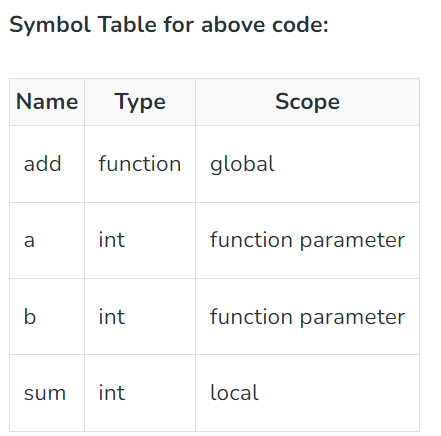 Symbol Table for above code:
Name Type Scope
add function global
a int function parameter
b int function parameter
sum int local